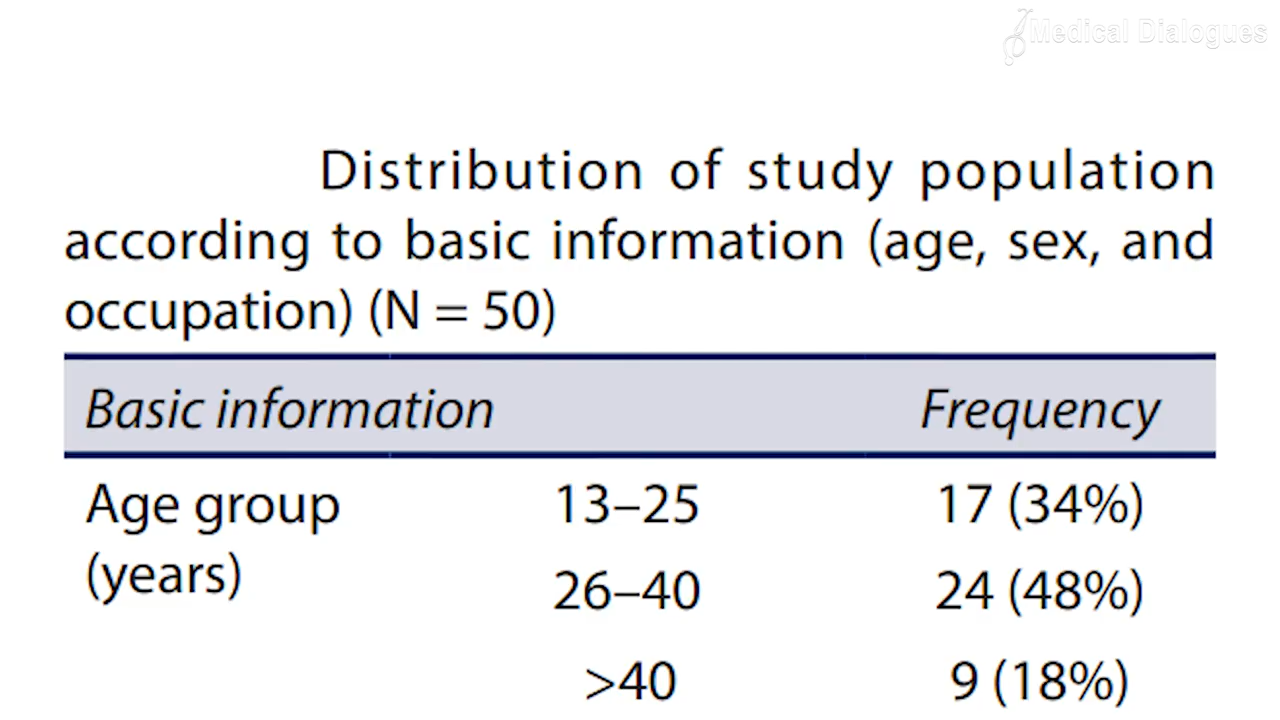 Medical Dialogues
Distribution of study population
according to basic information (age, sex, and
occupation) (N = 50)
Basic information Frequency
Age group 13–25 17 (34%)
(years) 26–40 24 (48%)
>40 9 (18%)